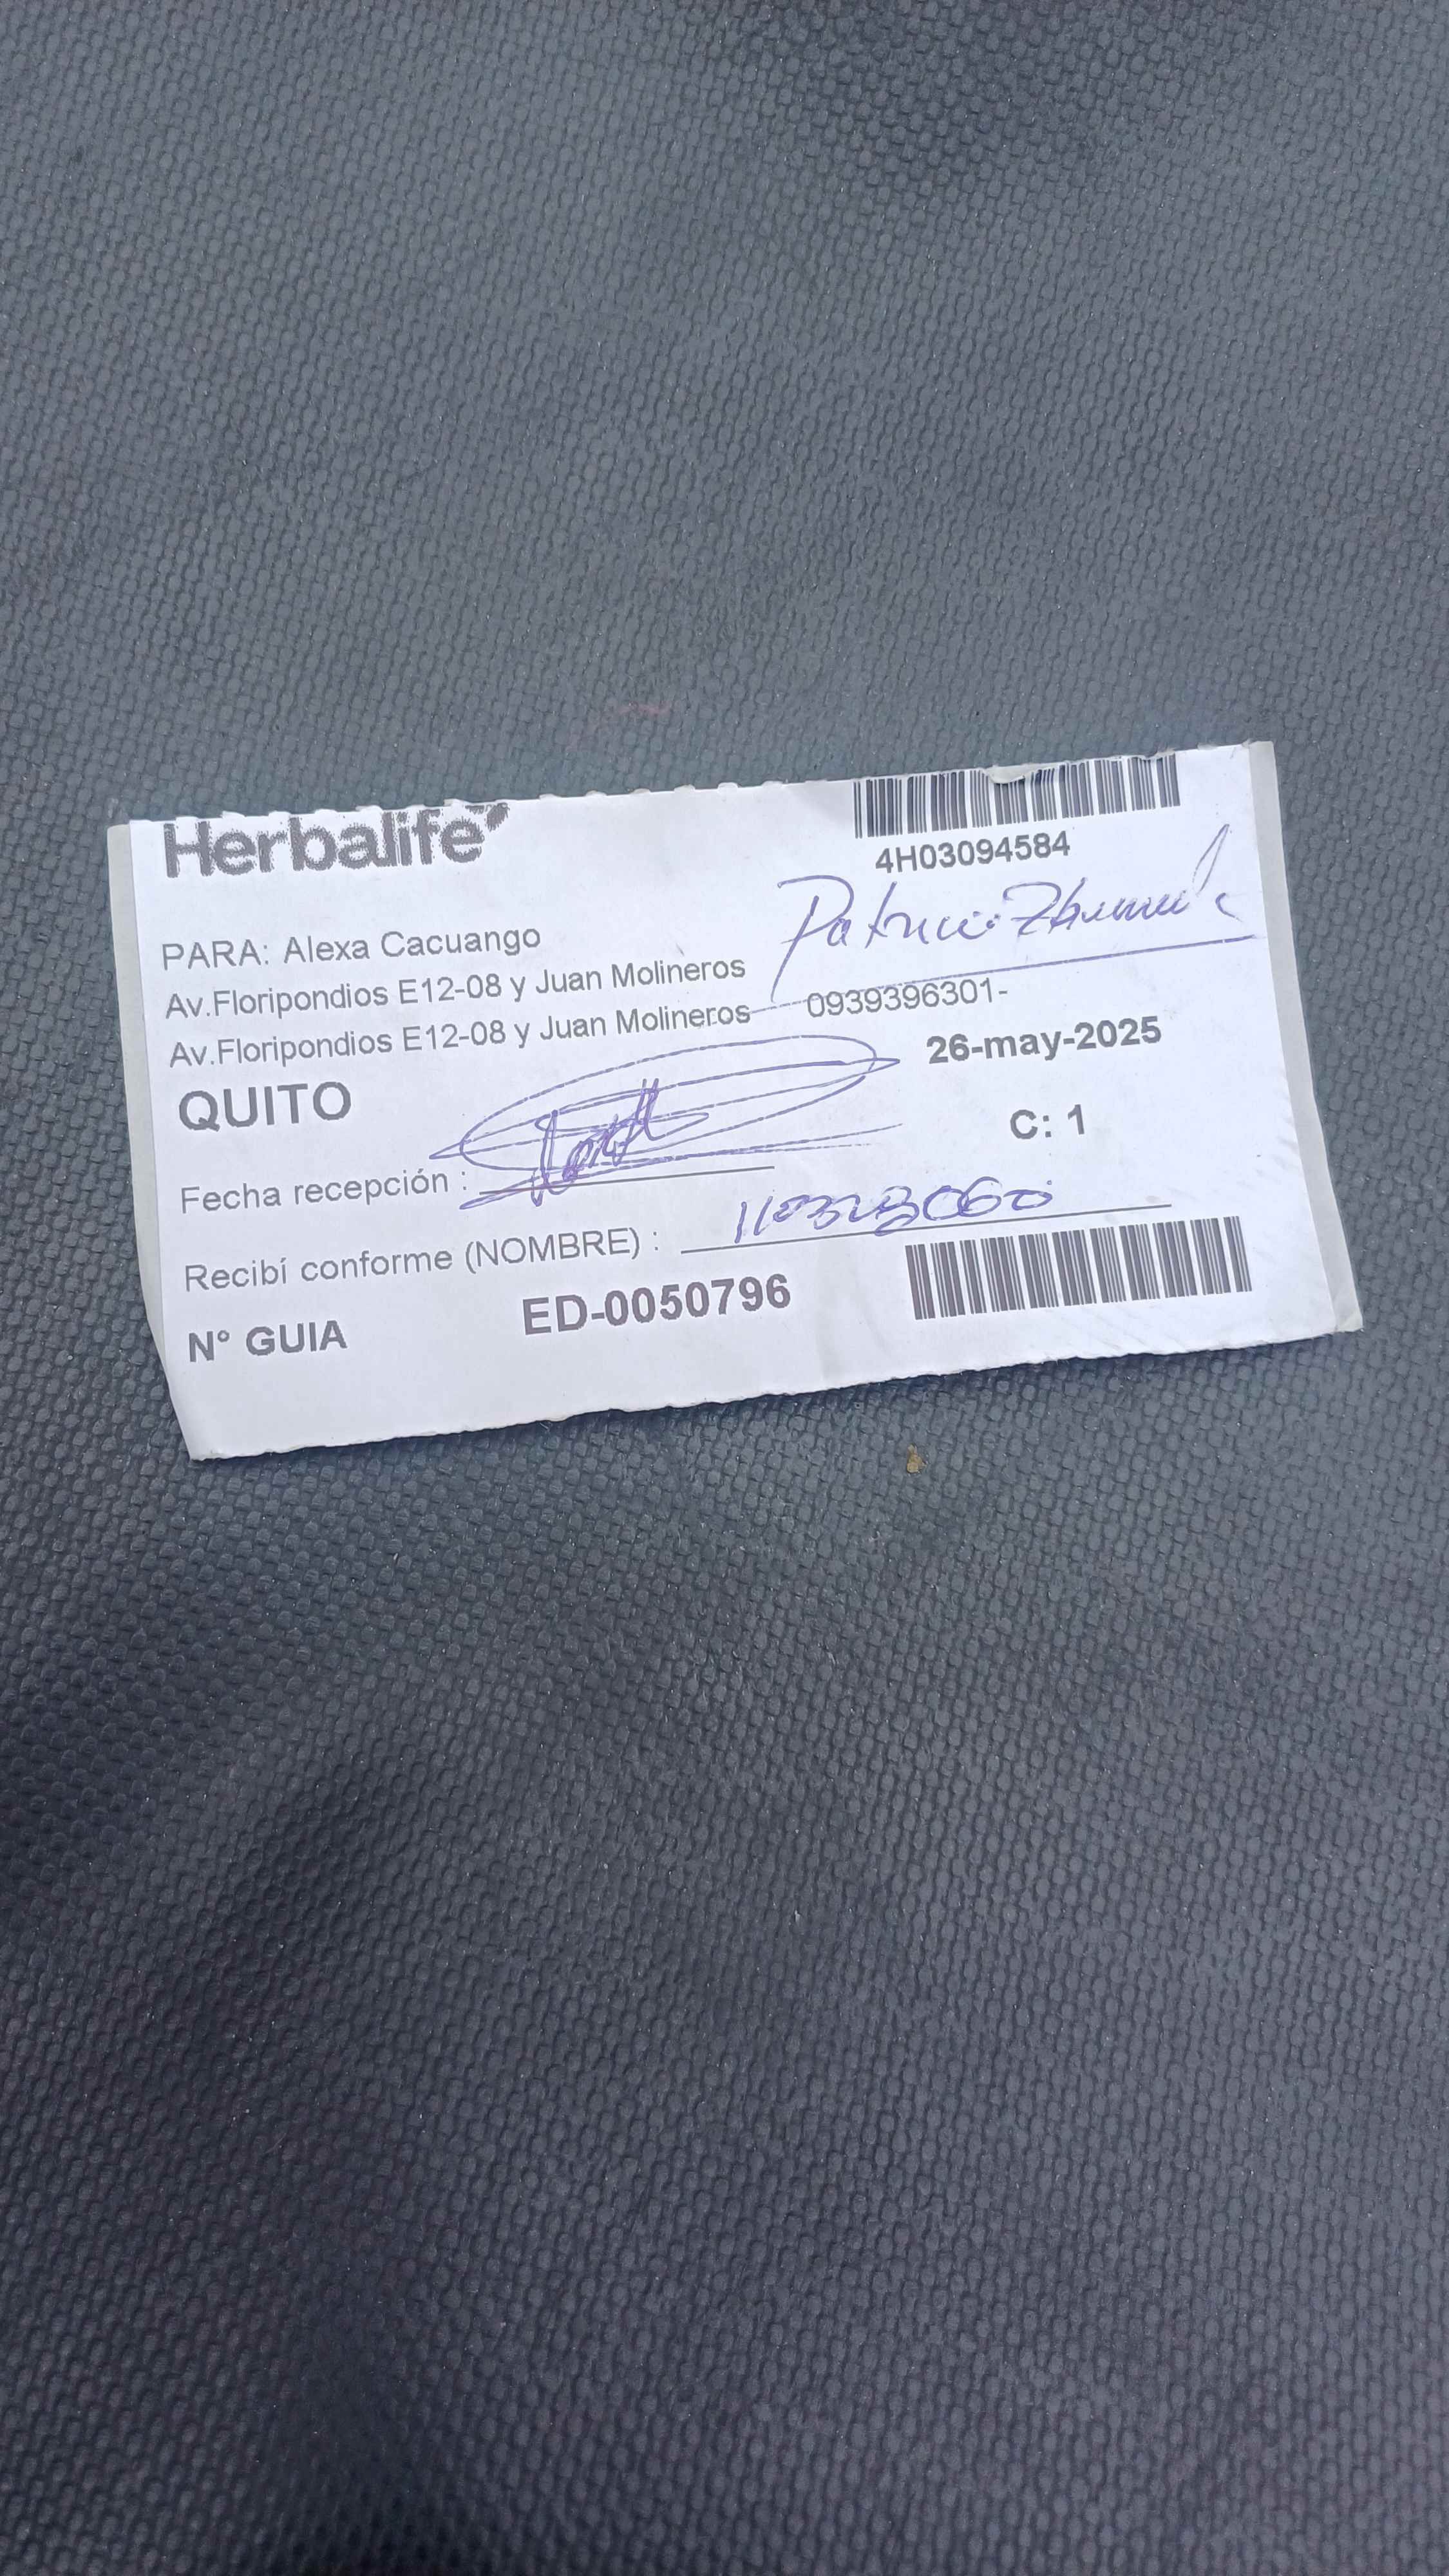 Herbalife
4H03094584
PARA: Alexa Cacuango
Av.Floripondios E12-08 y Juan Molineros
Av.Floripondios E12-08 y Juan Molineros 0939396301-
QUITO
26-may-2025
C: 1
Fecha recepción :
Recibí conforme (NOMBRE) :
N° GUIA ED-0050796